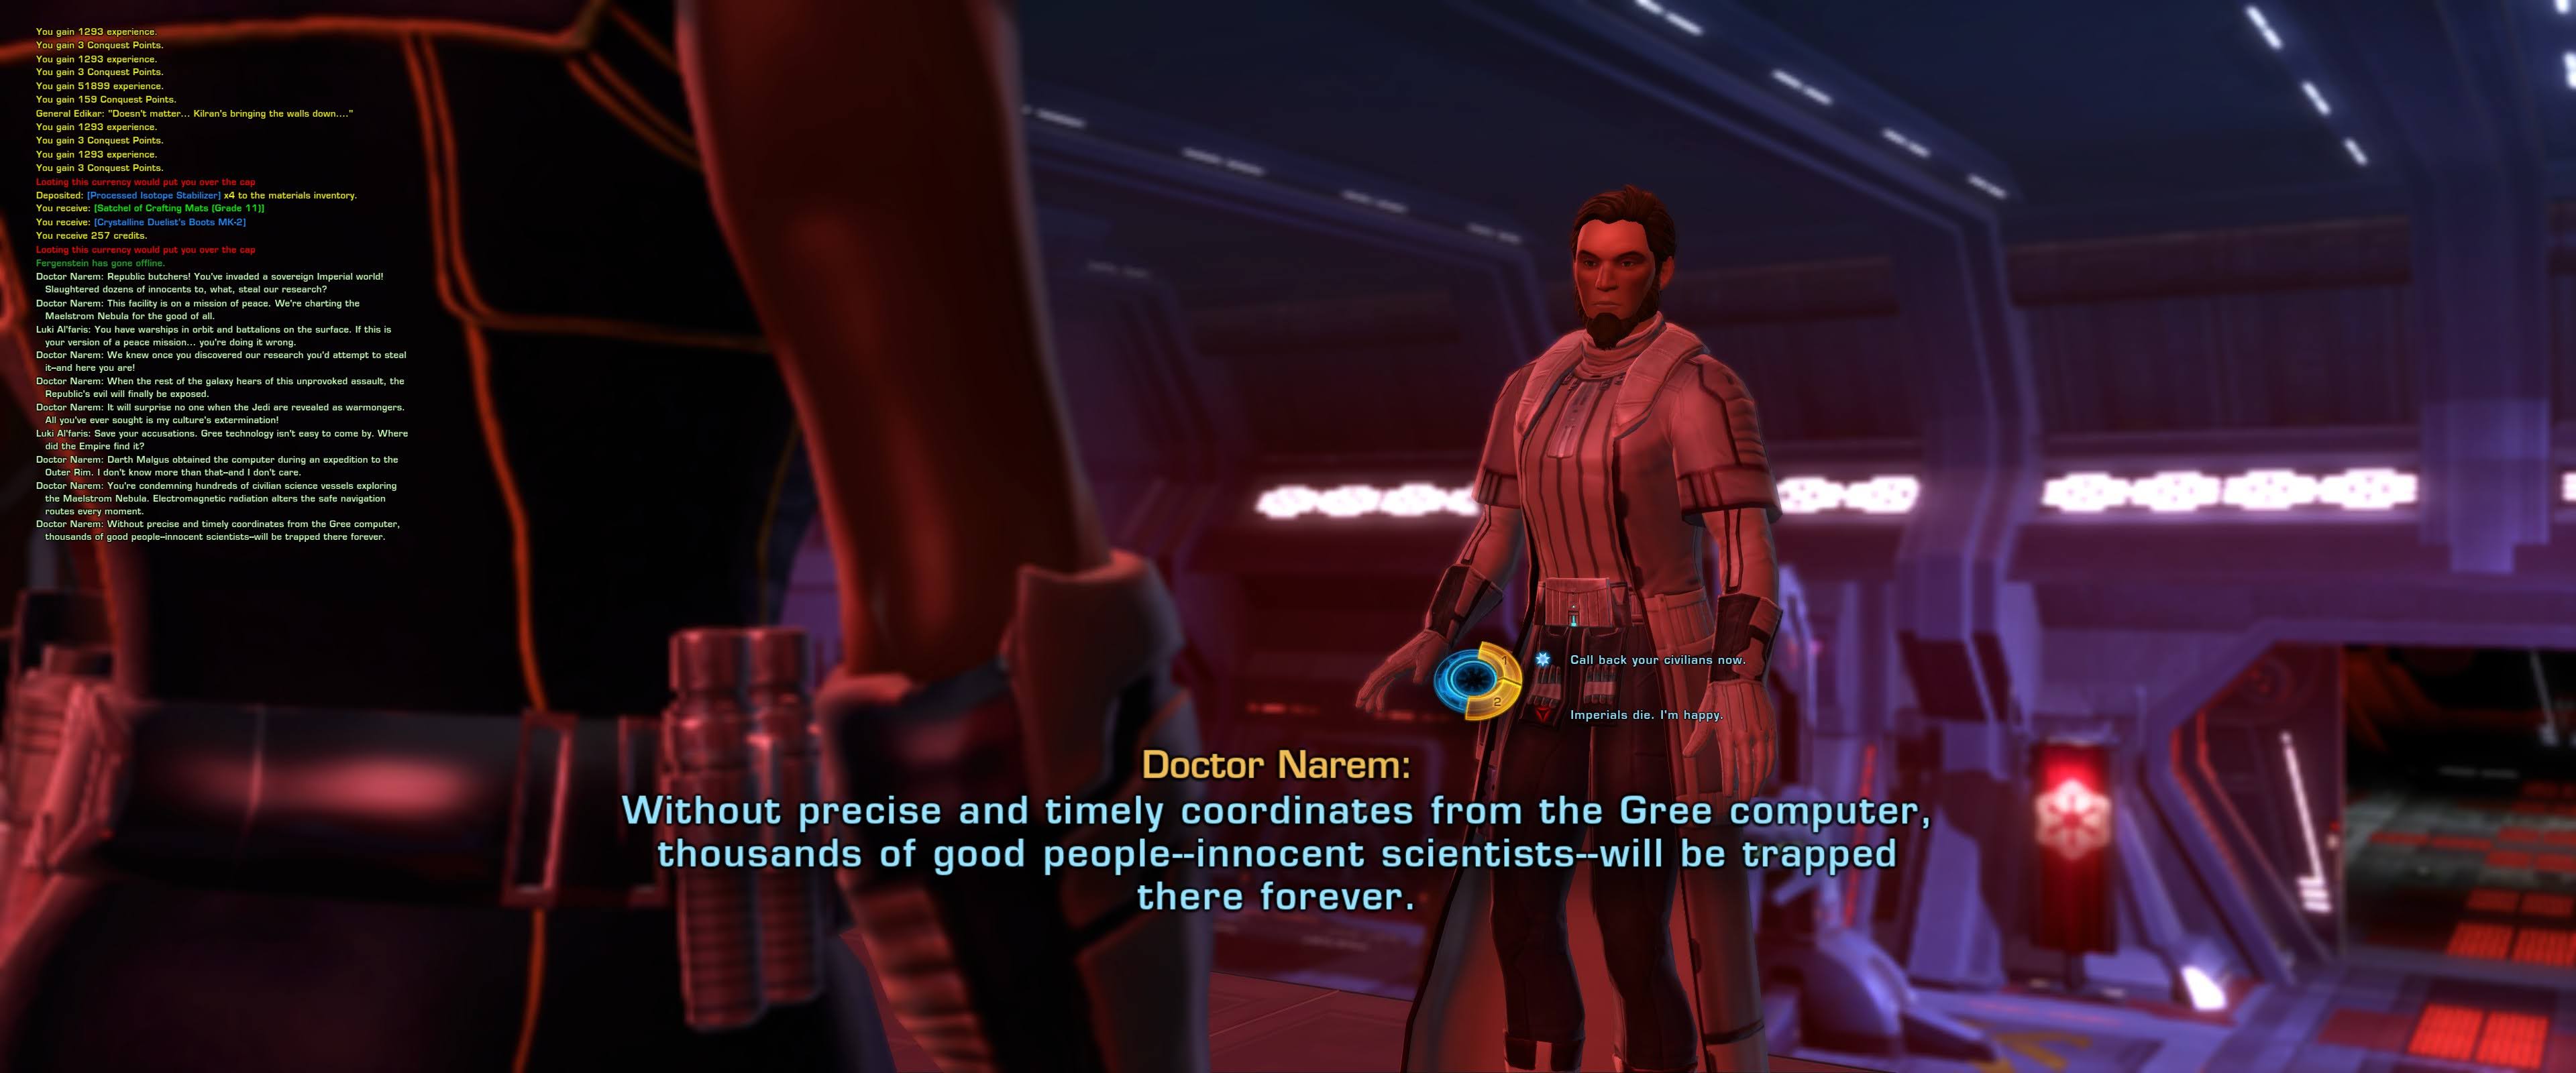 You gain 1293 experience.
You gain 3 Conquest Points.
You gain 1293 experience.
You gain 3 Conquest Points.
You gain 51899 experience.
You gain 159 Conquest Points.
General Edikar: "Doesn't matter... Kilran's bringing the walls down...."
You gain 1293 experience.
You gain 3 Conquest Points.
You gain 1293 experience.
You gain 3 Conquest Points.
Looting this currency would put you over the cap
Deposited: [Processed Isotope Stabilizer] x4 to the materials inventory.
You receive: [Satchel of Crafting Mats (Grade 11)]
You receive: [Crystalline Duelist's Boots MK-2]
You receive 257 credits.
Looting this currency would put you over the cap
Fergenstein has gone offline.
Doctor Narem: Republic butchers! You've invaded a sovereign Imperial world!
Slaughtered dozens of innocents to, what, steal our research?
Doctor Narem: This facility is on a mission of peace. We're charting the
Maelstrom Nebula for the good of all.
Luki Al'faris: You have warships in orbit and battalions on the surface. If this is
your version of a peace mission... you're doing it wrong.
Doctor Narem: We knew once you discovered our research you'd attempt to steal
it--and here you are!
Doctor Narem: When the rest of the galaxy hears of this unprovoked assault, the
Republic's evil will finally be exposed.
Doctor Narem: It will surprise no one when the Jedi are revealed as warmongers.
All you've ever sought is my culture's extermination!
Luki Al'faris: Save your accusations. Gree technology isn't easy to come by. Where
did the Empire find it?
Doctor Narem: Darth Malgus obtained the computer during an expedition to the
Outer Rim. I don't know more than that--and I don't care.
Doctor Narem: You're condemning hundreds of civilian science vessels exploring
the Maelstrom Nebula. Electromagnetic radiation alters the safe navigation
routes every moment.
Doctor Narem: Without precise and timely coordinates from the Gree computer,
thousands of good people--innocent scientists--will be trapped there forever.
1 Call back your civilians now.
2 Imperials die. I'm happy.
Doctor Narem:
Without precise and timely coordinates from the Gree computer,
thousands of good people--innocent scientists--will be trapped
there forever.